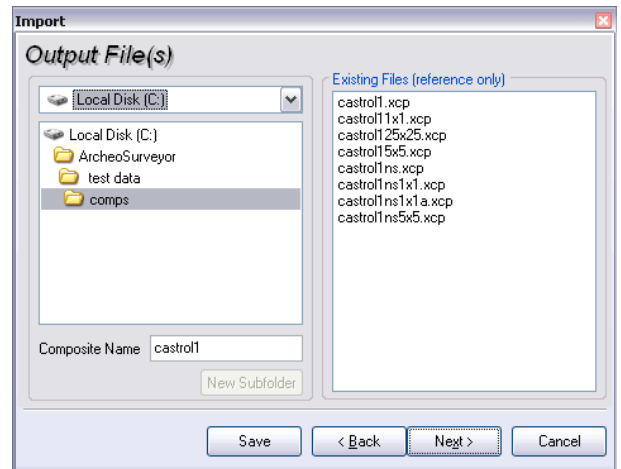 Import
Output File(s)
Local Disk (C:)
Local Disk (C:)
ArcheoSurveyor
test data
comps
Composite Name castrol1
New Subfolder
Existing Files (reference only)
castrol1.xcp
castrol11x1.xcp
castrol125x25.xcp
castrol15x5.xcp
castrol1ns.xcp
castrol1ns1x1.xcp
castrol1ns1x1a.xcp
castrol1ns5x5.xcp
Save
< Back
Next >
Cancel